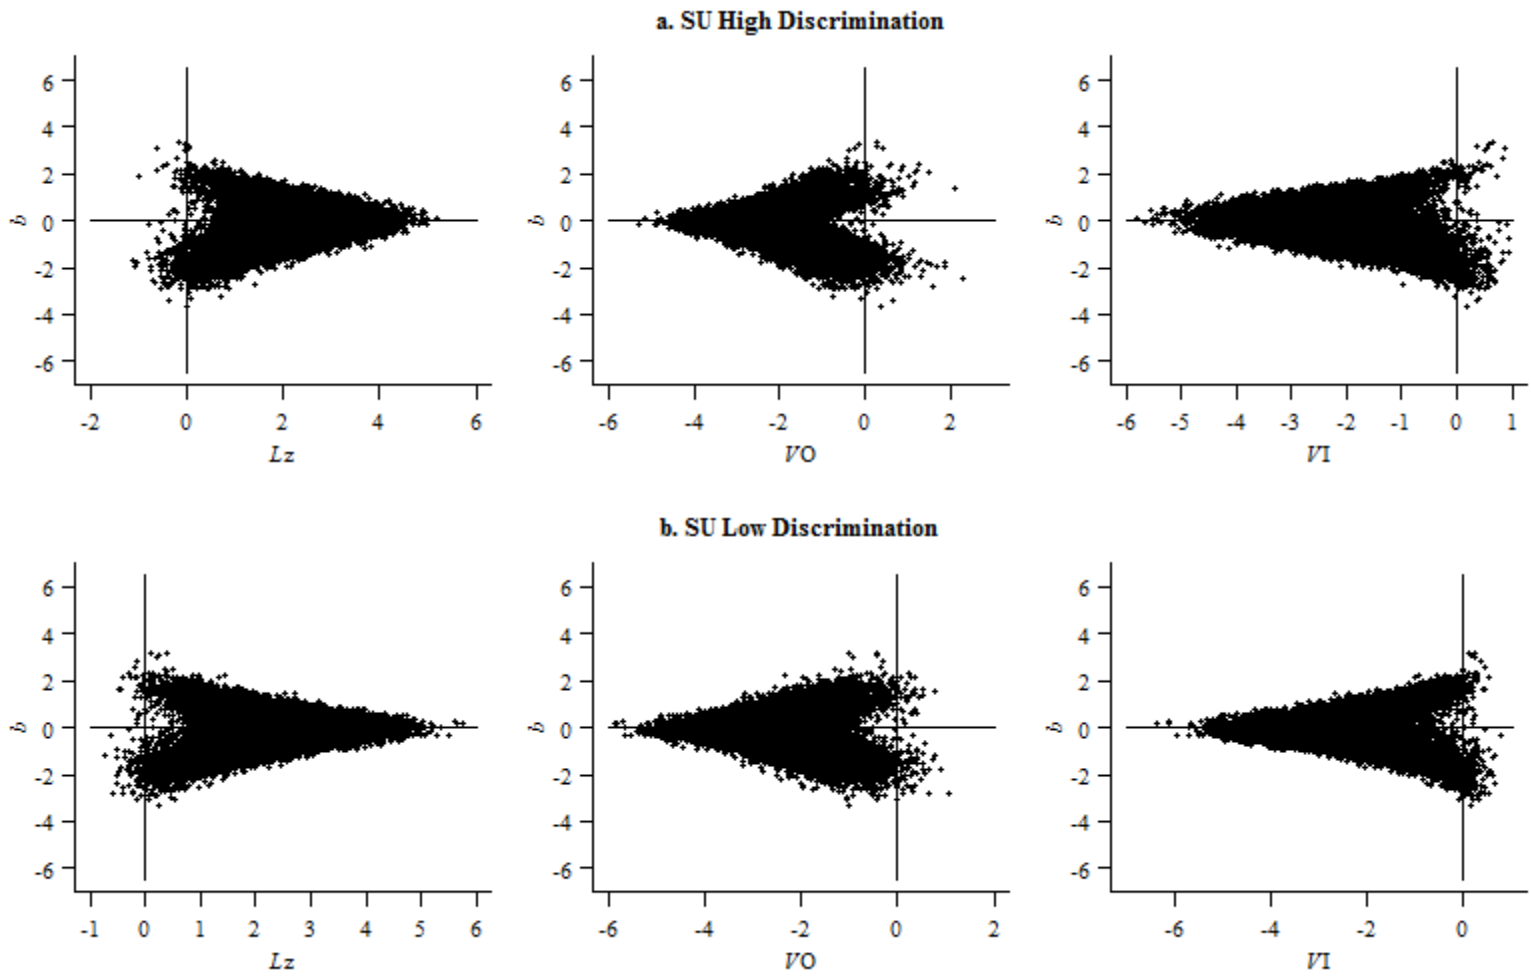 a. SU High Discrimination
6 6 6
4 4 4
2 2 2
b 0 b 0 b 0
-2 -2 -2
-4 -4 -4
-6 -6 -6
-2 0 2 4 6 -6 -4 -2 0 2 -6 -5 -4 -3 -2 -1 0 1
Lz VO VI
b. SU Low Discrimination
6 6 6
4 4 4
2 2 2
b 0 b 0 b 0
-2 -2 -2
-4 -4 -4
-6 -6 -6
-1 0 1 2 3 4 5 6 -6 -4 -2 0 2 -6 -4 -2 0
Lz VO VI